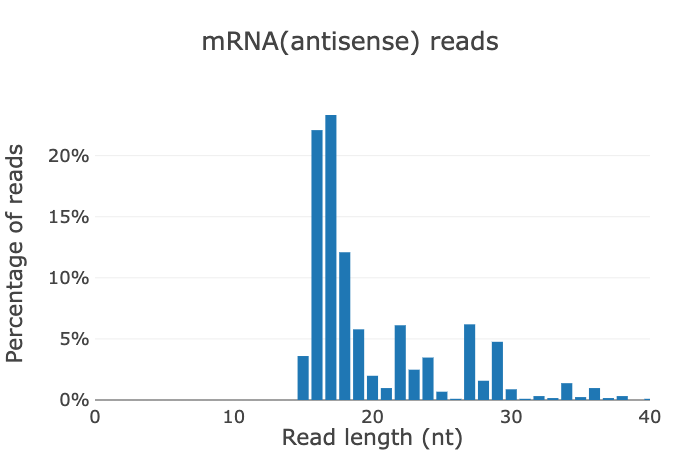 mRNA(antisense) reads
Percentage of reads
20%
15%
10%
5%
0%
0 10 20 30 40
Read length (nt)